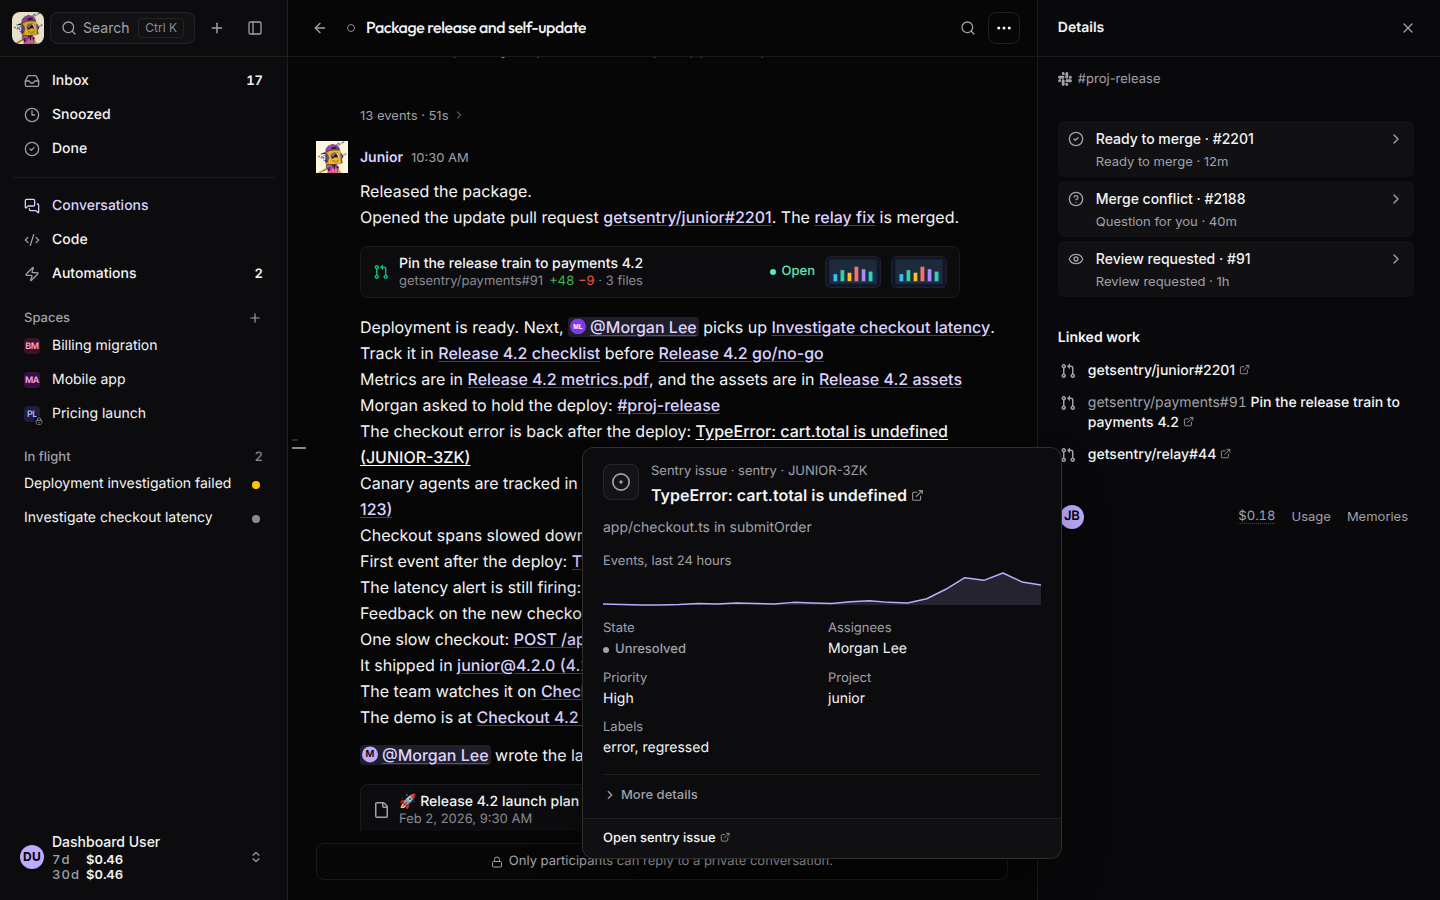 Search Ctrl K
Inbox 17
Snoozed
Done
Conversations
Code
Automations 2
Spaces
BM Billing migration
MA Mobile app
PL Pricing launch
In flight 2
Deployment investigation failed
Investigate checkout latency
DU Dashboard User
7d $0.46
30d $0.46
Package release and self-update
13 events · 51s
Junior 10:30 AM
Released the package.
Opened the update pull request getsentry/junior#2201. The relay fix is merged.
Pin the release train to payments 4.2
getsentry/payments#91 +48 −9 · 3 files
Open
Deployment is ready. Next, ML @Morgan Lee picks up Investigate checkout latency.
Track it in Release 4.2 checklist before Release 4.2 go/no-go
Metrics are in Release 4.2 metrics.pdf, and the assets are in Release 4.2 assets
Morgan asked to hold the deploy: #proj-release
The checkout error is back after the deploy: TypeError: cart.total is undefined
(JUNIOR-3ZK)
Canary agents are tracked in
123)
Checkout spans slowed down
First event after the deploy: T
The latency alert is still firing:
Feedback on the new checko
One slow checkout: POST /ap
It shipped in junior@4.2.0 (4.
The team watches it on Chec
The demo is at Checkout 4.2
M @Morgan Lee wrote the la
🚀 Release 4.2 launch plan
Feb 2, 2026, 9:30 AM
Only participants can reply to a private conversation.
Sentry issue · sentry · JUNIOR-3ZK
TypeError: cart.total is undefined
app/checkout.ts in submitOrder
Events, last 24 hours
State
Unresolved
Assignees
Morgan Lee
Priority
High
Project
junior
Labels
error, regressed
More details
Open sentry issue
Details
#proj-release
Ready to merge · #2201
Ready to merge · 12m
Merge conflict · #2188
Question for you · 40m
Review requested · #91
Review requested · 1h
Linked work
getsentry/junior#2201
getsentry/payments#91 Pin the release train to
payments 4.2
getsentry/relay#44
JB $0.18 Usage Memories